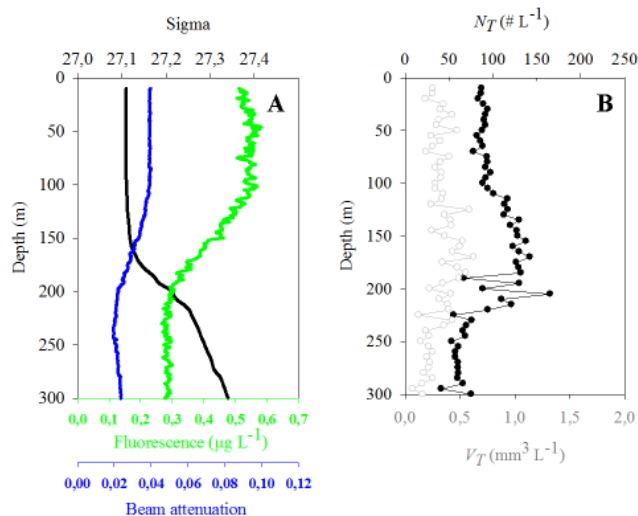 Sigma
27,0 27,1 27,2 27,3 27,4
0
50
100
150
200
250
300
Depth (m)
A
0,0 0,1 0,2 0,3 0,4 0,5 0,6 0,7
Fluorescence (µg L-1)
0,00 0,02 0,04 0,06 0,08 0,10 0,12
Beam attenuation
NT (# L-1)
0 50 100 150 200 250
0
50
100
150
200
250
300
Depth (m)
B
0,0 0,5 1,0 1,5 2,0
VT (mm3 L-1)